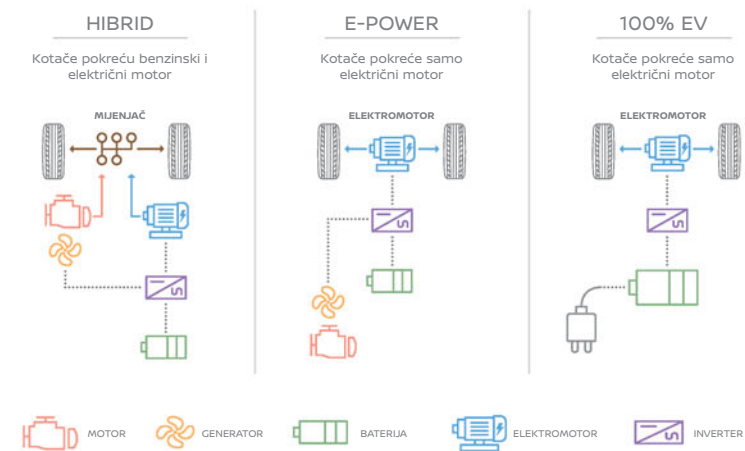 HIBRID
Kotače pokreću benzinski i
električni motor
MIJENJAČ
E-POWER
Kotače pokreće samo
električni motor
ELEKTROMOTOR
100% EV
Kotače pokreće samo
električni motor
ELEKTROMOTOR
MOTOR
GENERATOR
BATERIJA
ELEKTROMOTOR
INVERTER